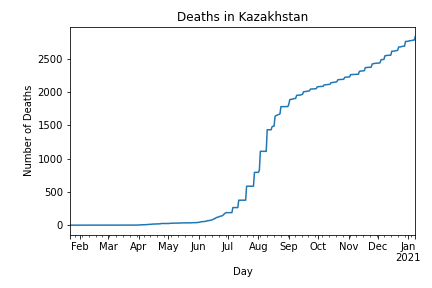 Deaths in Kazakhstan
Number of Deaths
2500
2000
1500
1000
500
0
Feb Mar Apr May Jun Jul Aug Sep Oct Nov Dec Jan
2021
Day